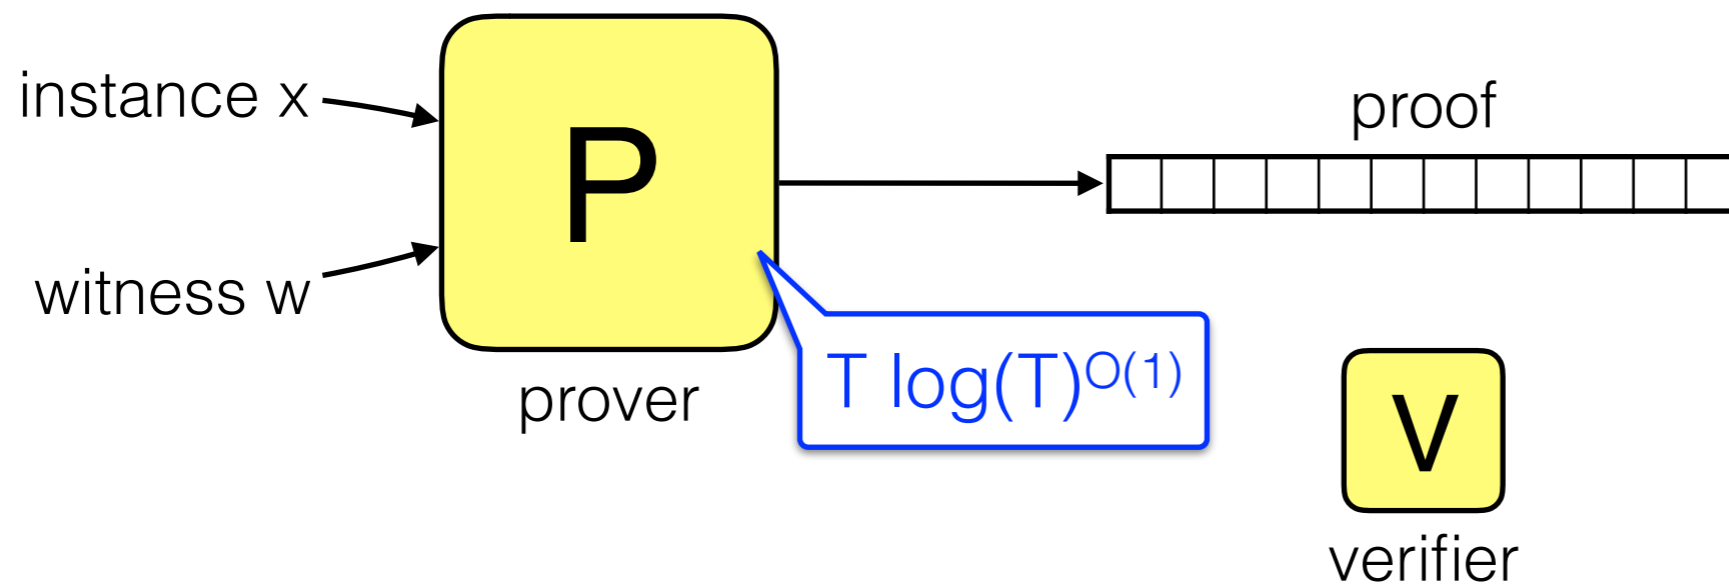 instance x
witness w
P
prover
T log(T)^O(1)
proof
V
verifier